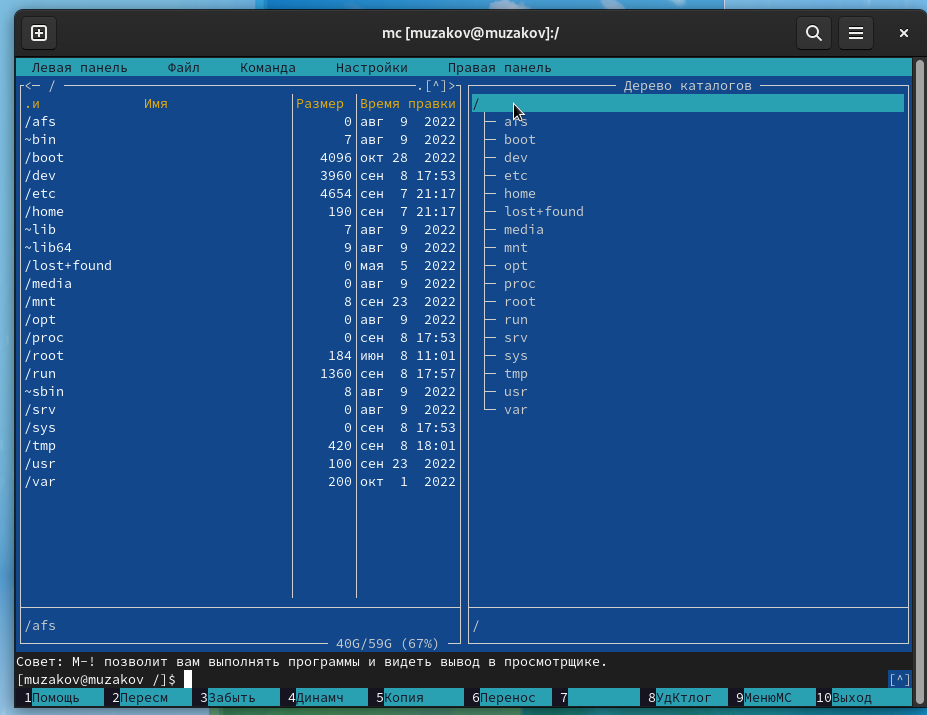 mc [muzakov@muzakov]:/
Левая панель Файл Команда Настройки Правая панель
<─ / .[^]>
.и Имя Размер Время правки
/afs 0 авг 9 2022
~bin 7 авг 9 2022
/boot 4096 окт 28 2022
/dev 3960 сен 8 17:53
/etc 4654 сен 7 21:17
/home 190 сен 7 21:17
~lib 7 авг 9 2022
~lib64 9 авг 9 2022
/lost+found 0 мая 5 2022
/media 0 авг 9 2022
/mnt 8 сен 23 2022
/opt 0 авг 9 2022
/proc 0 сен 8 17:53
/root 184 июн 8 11:01
/run 1360 сен 8 17:57
~sbin 8 авг 9 2022
/srv 0 авг 9 2022
/sys 0 сен 8 17:53
/tmp 420 сен 8 18:01
/usr 100 сен 23 2022
/var 200 окт 1 2022
/afs
40G/59G (67%)
Дерево каталогов
/
afs
boot
dev
etc
home
lost+found
media
mnt
opt
proc
root
run
srv
sys
tmp
usr
var
/
Совет: M-! позволит вам выполнять программы и видеть вывод в просмотрщике.
[muzakov@muzakov /]$ [^]
1Помощь 2Пересм 3Забыть 4Динамч 5Копия 6Перенос 7 8УдКтлог 9МенюМС 10Выход